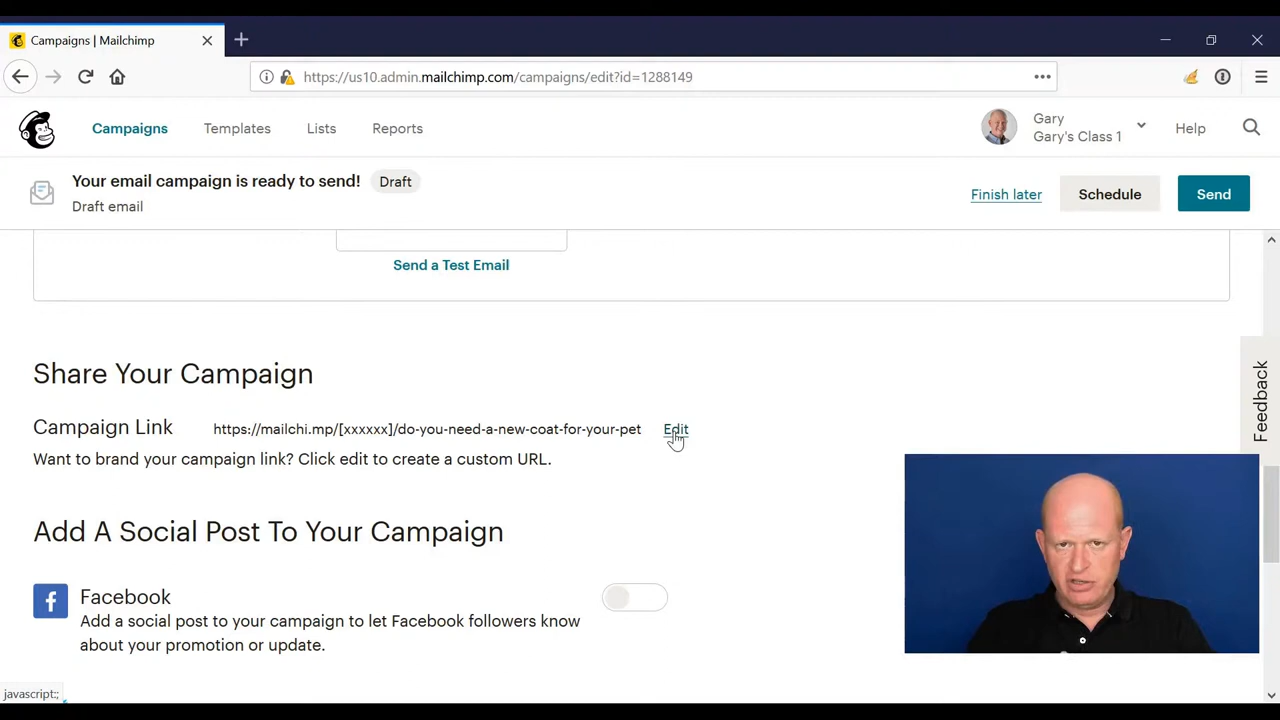 Campaigns | Mailchimp
https://us10.admin.mailchimp.com/campaigns/edit?id=1288149
Campaigns
Templates
Lists
Reports
Gary
Gary's Class 1
Help
Your email campaign is ready to send!
Draft
Draft email
Finish later
Schedule
Send
Send a Test Email
Share Your Campaign
Campaign Link
https://mailchi.mp/[xxxxxx]/do-you-need-a-new-coat-for-your-pet
Edit
Want to brand your campaign link? Click edit to create a custom URL.
Feedback
Add A Social Post To Your Campaign
f
Facebook
Add a social post to your campaign to let Facebook followers know
about your promotion or update.
javascript:;